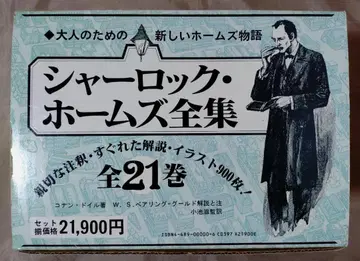 ◆大人のための 新しいホームズ物語
シャーロック・
ホームズ全集
親切な注釈・すぐれた解説・イラスト900枚!
全21巻
コナン・ドイル著 W.S.ベアリング-グールド解説と注
小池滋監訳
セット
揃価格 21,900円